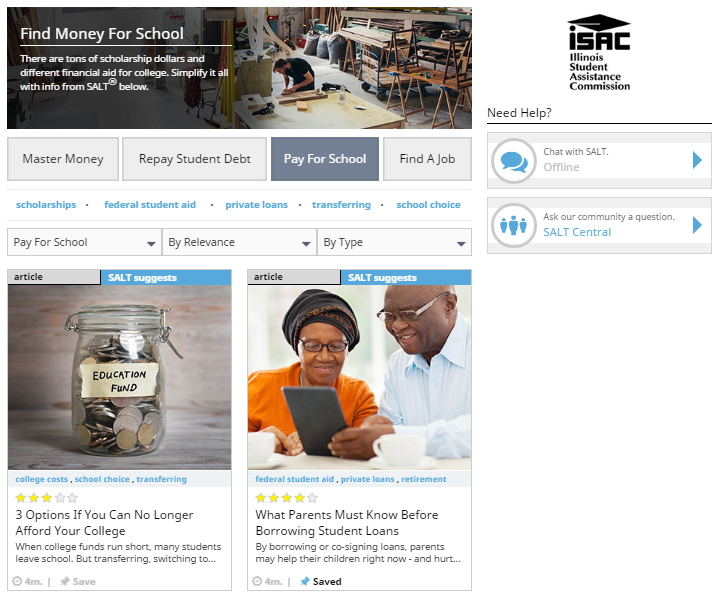 Find Money For School
There are tons of scholarship dollars and
different financial aid for college. Simplify it all
with info from SALT® below.
iSAC
Illinois
Student
Assistance
Commission
Need Help?
Chat with SALT.
Offline
Ask our community a question.
SALT Central
Master Money
Repay Student Debt
Pay For School
Find A Job
scholarships · federal student aid · private loans · transferring · school choice
Pay For School
By Relevance
By Type
article
SALT suggests
EDUCATION
FUND
college costs , school choice , transferring
3 Options If You Can No Longer
Afford Your College
When college funds run short, many students
leave school. But transferring, switching to...
4m. | Save
article
SALT suggests
federal student aid , private loans , retirement
What Parents Must Know Before
Borrowing Student Loans
By borrowing or co-signing loans, parents
may help their children right now - and hurt...
4m. | Saved